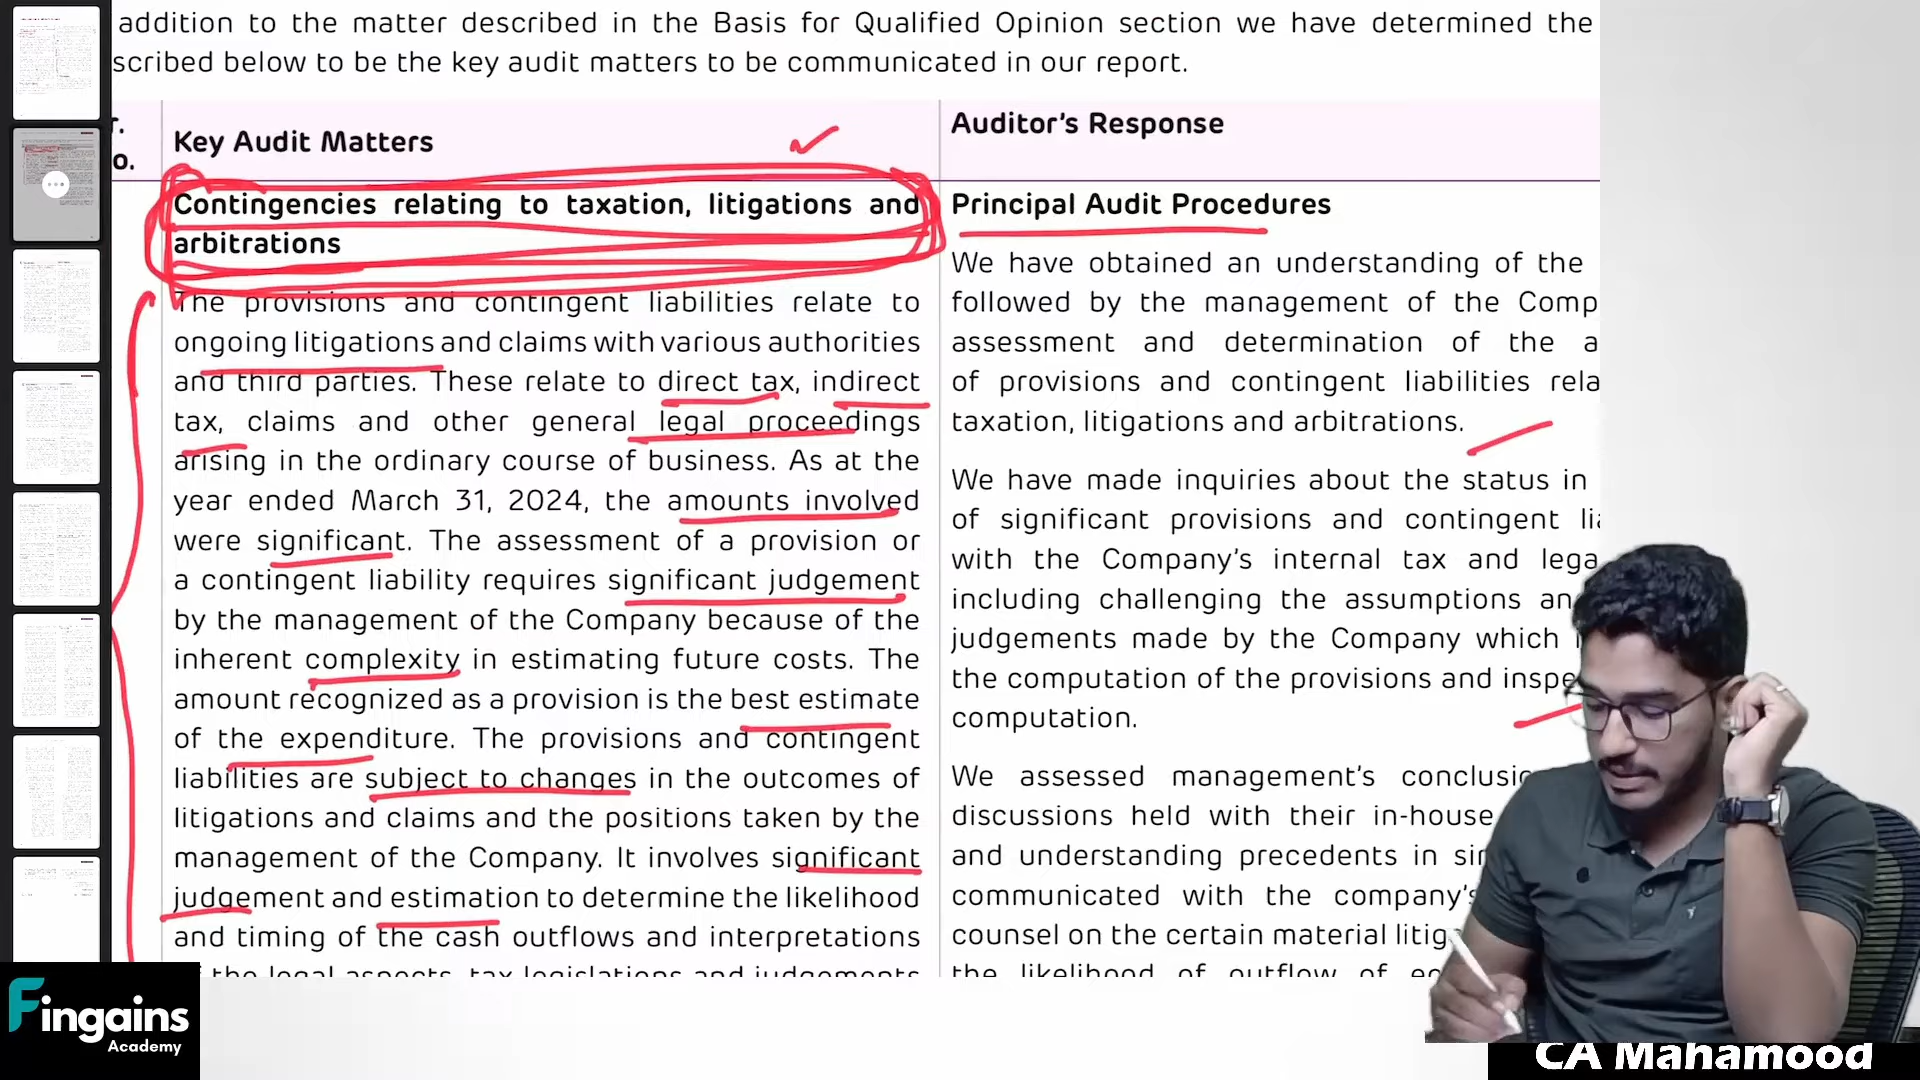 addition to the matter described in the Basis for Qualified Opinion section we have determined the
scribed below to be the key audit matters to be communicated in our report.
r.
o.
Key Audit Matters
Contingencies relating to taxation, litigations and
arbitrations
The provisions and contingent liabilities relate to
ongoing litigations and claims with various authorities
and third parties. These relate to direct tax, indirect
tax, claims and other general legal proceedings
arising in the ordinary course of business. As at the
year ended March 31, 2024, the amounts involved
were significant. The assessment of a provision or
a contingent liability requires significant judgement
by the management of the Company because of the
inherent complexity in estimating future costs. The
amount recognized as a provision is the best estimate
of the expenditure. The provisions and contingent
liabilities are subject to changes in the outcomes of
litigations and claims and the positions taken by the
management of the Company. It involves significant
judgement and estimation to determine the likelihood
and timing of the cash outflows and interpretations
of the legal aspects, tax legislations and judgements
Auditor's Response
Principal Audit Procedures
We have obtained an understanding of the
followed by the management of the Comp
assessment and determination of the a
of provisions and contingent liabilities rela
taxation, litigations and arbitrations.
We have made inquiries about the status in
of significant provisions and contingent lia
with the Company's internal tax and lega
including challenging the assumptions an
judgements made by the Company which
the computation of the provisions and inspe
computation.
We assessed management's conclusi
discussions held with their in-house
and understanding precedents in si
communicated with the company's
counsel on the certain material litig
the likelihood of outflow of
Fingains
Academy
CA Mahamood